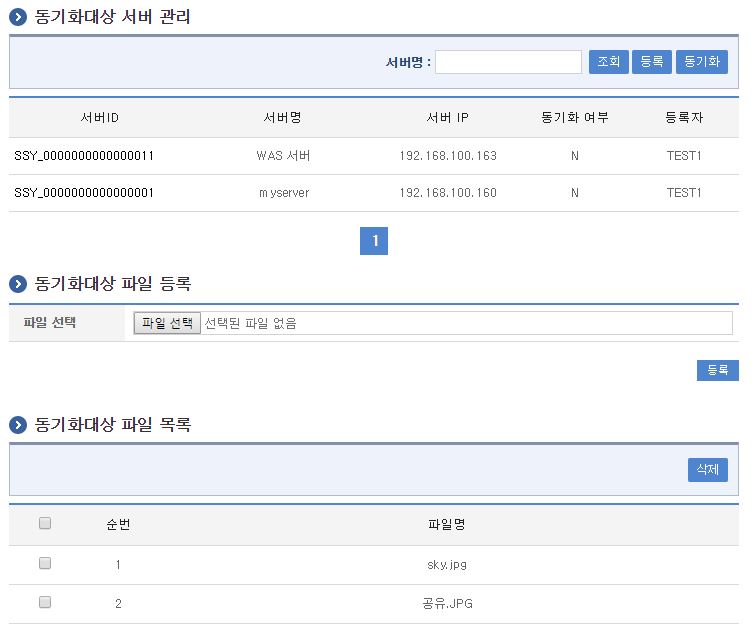 동기화대상 서버 관리
서버명 : 조회 등록 동기화
서버ID 서버명 서버 IP 동기화 여부 등록자
SSY_0000000000000011 WAS 서버 192.168.100.163 N TEST1
SSY_0000000000000001 myserver 192.168.100.160 N TEST1
1
동기화대상 파일 등록
파일 선택 파일 선택 선택된 파일 없음
등록
동기화대상 파일 목록
삭제
순번 파일명
1 sky.jpg
2 공유.JPG